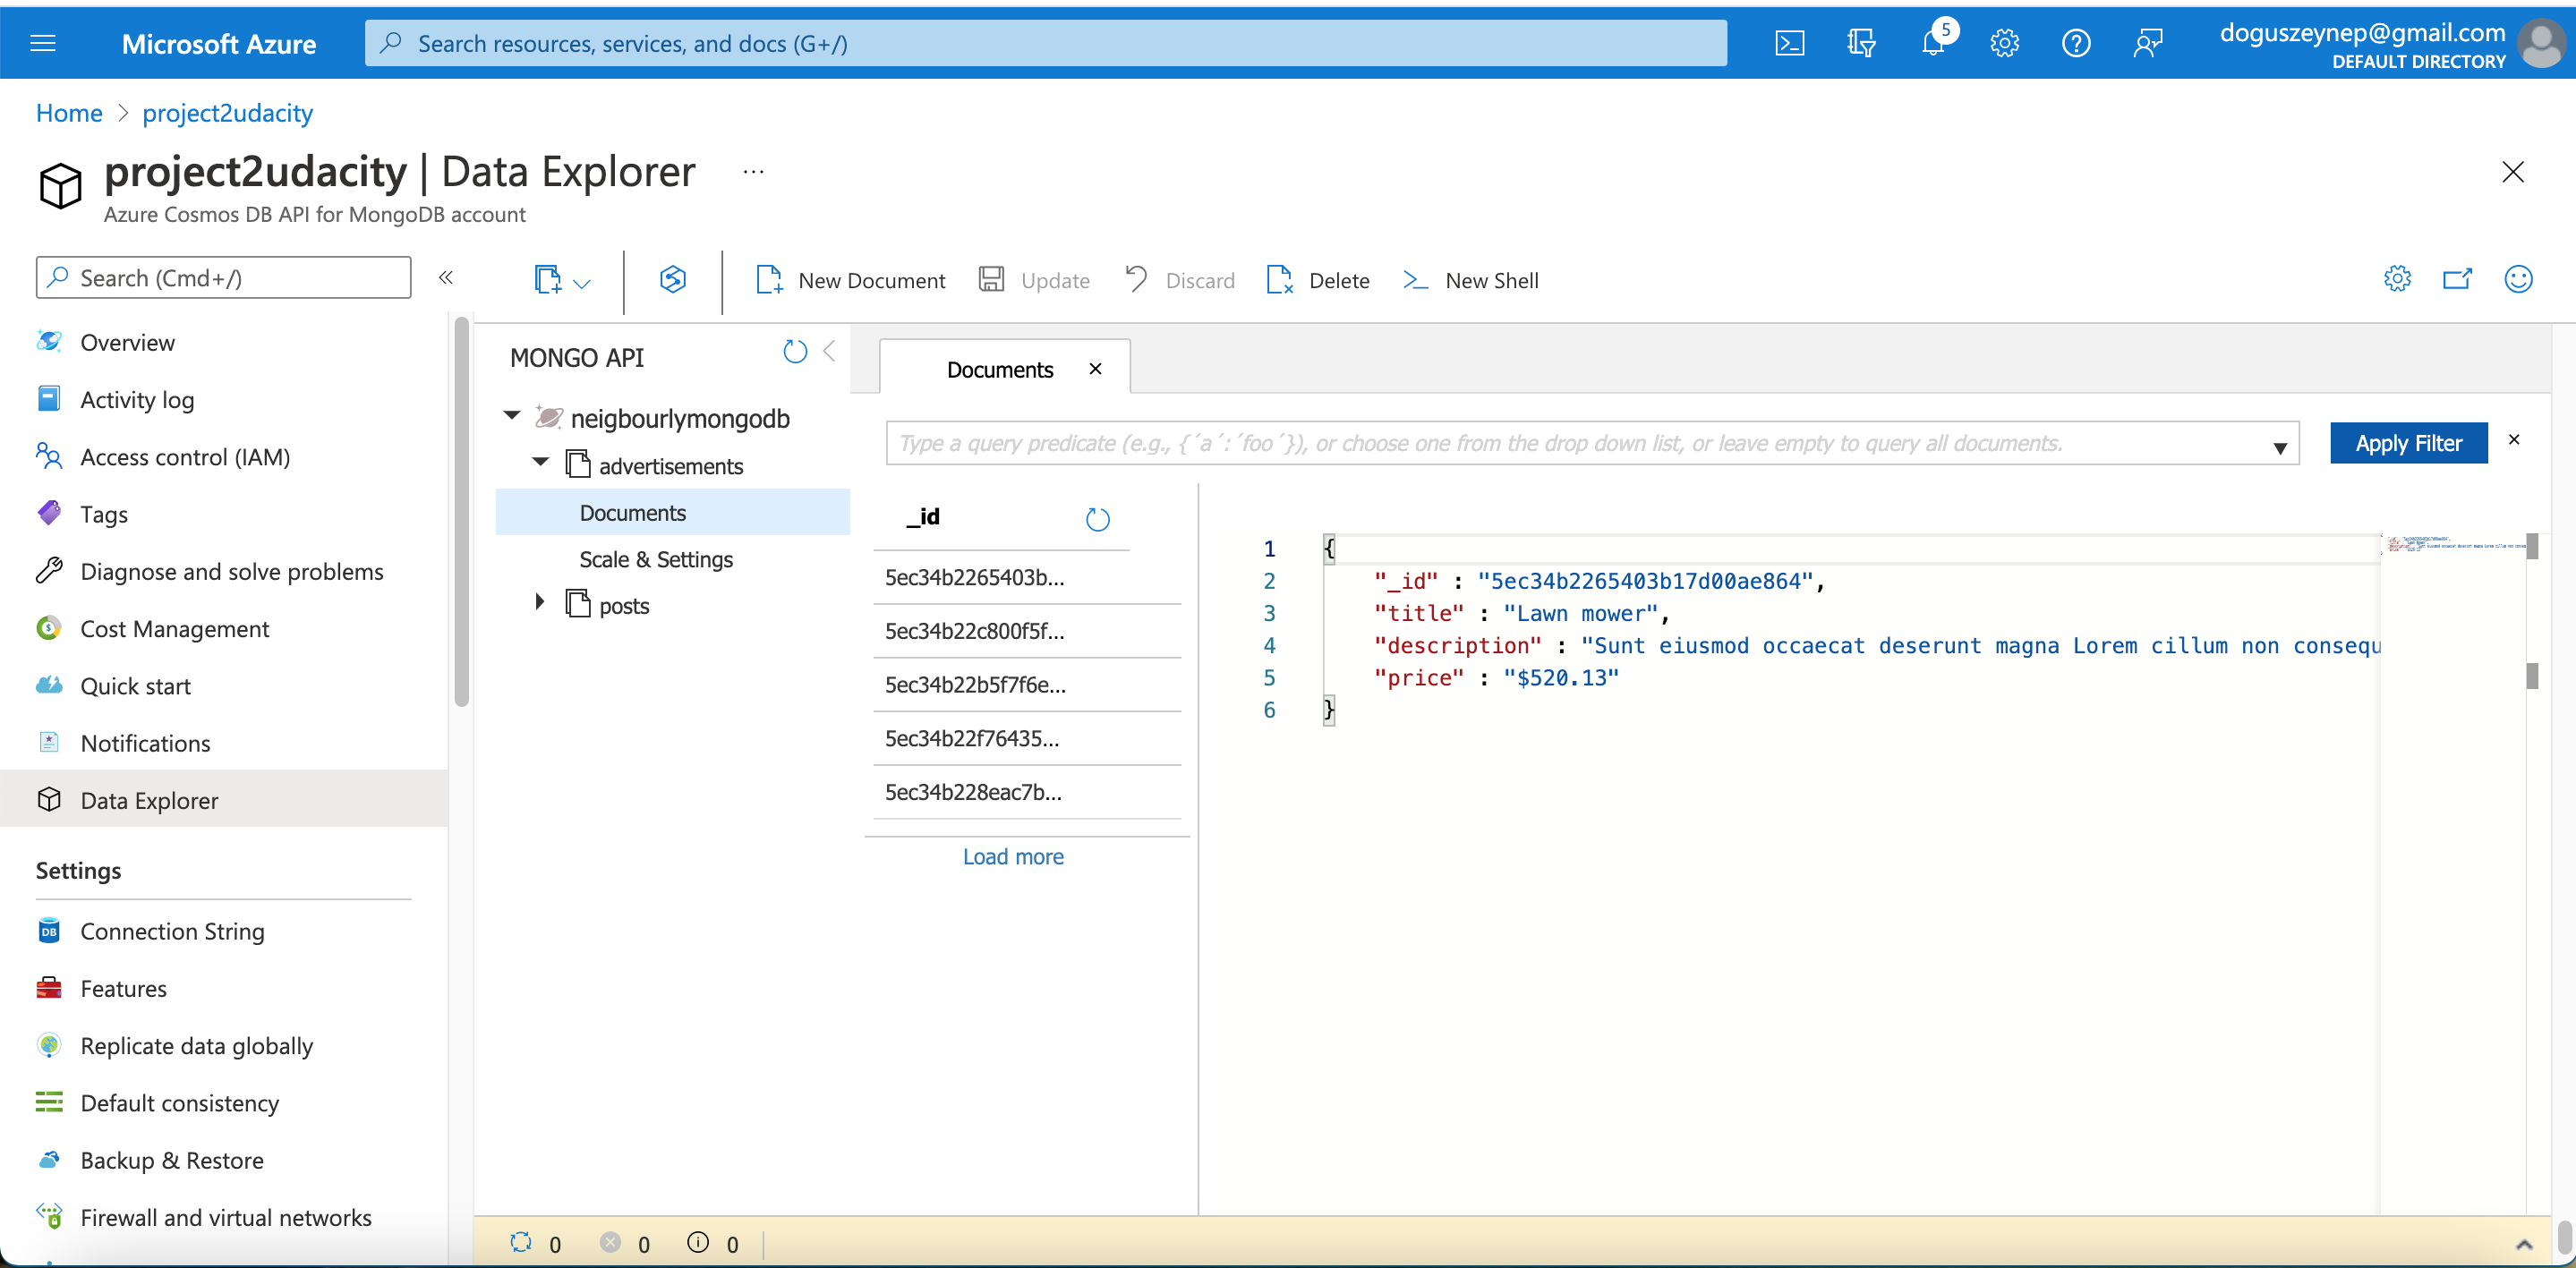 Microsoft Azure
Search resources, services, and docs (G+/)
5
doguszeynep@gmail.com
DEFAULT DIRECTORY
Home > project2udacity
project2udacity | Data Explorer ...
Azure Cosmos DB API for MongoDB account
Search (Cmd+/)
«
Overview
Activity log
Access control (IAM)
Tags
Diagnose and solve problems
Cost Management
Quick start
Notifications
Data Explorer
Settings
Connection String
Features
Replicate data globally
Default consistency
Backup & Restore
Firewall and virtual networks
New Document
Update
Discard
Delete
New Shell
MONGO API
neigbourlymongodb
advertisements
Documents
Scale & Settings
posts
Documents
Type a query predicate (e.g., {´a´:´foo´}), or choose one from the drop down list, or leave empty to query all documents.
Apply Filter
_id
5ec34b2265403b...
5ec34b22c800f5f...
5ec34b22b5f7f6e...
5ec34b22f76435...
5ec34b228eac7b...
Load more
1 {
2 "_id" : "5ec34b2265403b17d00ae864",
3 "title" : "Lawn mower",
4 "description" : "Sunt eiusmod occaecat deserunt magna Lorem cillum non consequ
5 "price" : "$520.13"
6 }
0 0 0